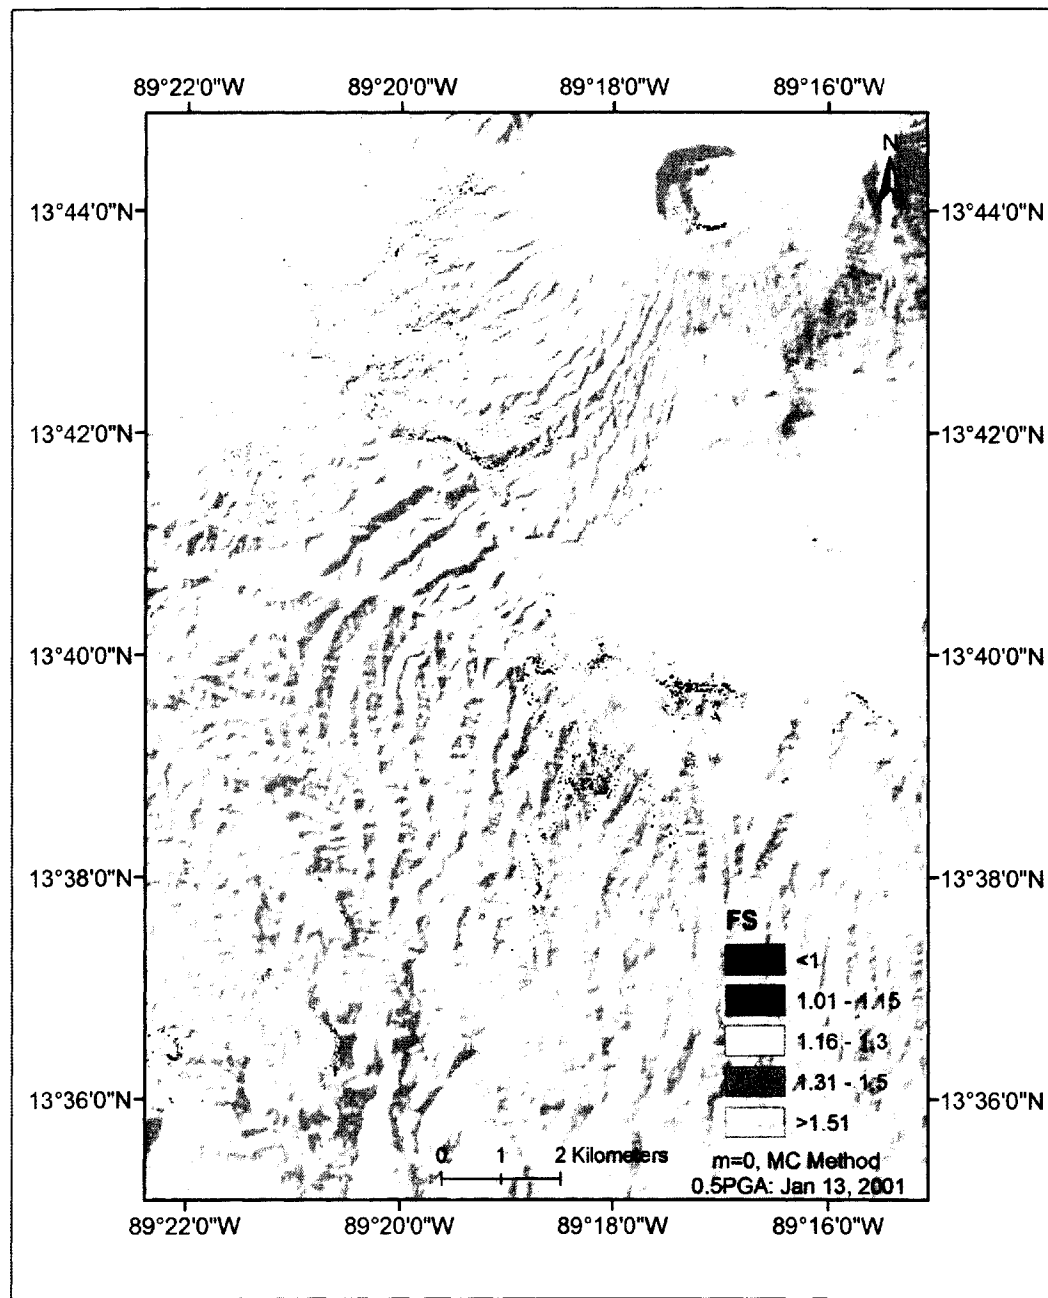 89°22'0"W 89°20'0"W 89°18'0"W 89°16'0"W
N
13°44'0"N 13°44'0"N
13°42'0"N 13°42'0"N
13°40'0"N 13°40'0"N
13°38'0"N 13°38'0"N
FS
<1
1.01 - 1.15
1.16 - 1.3
1.31 - 1.5
>1.51
13°36'0"N 13°36'0"N
0 1 2 Kilometers
m=0, MC Method
0.5PGA: Jan 13, 2001
89°22'0"W 89°20'0"W 89°18'0"W 89°16'0"W